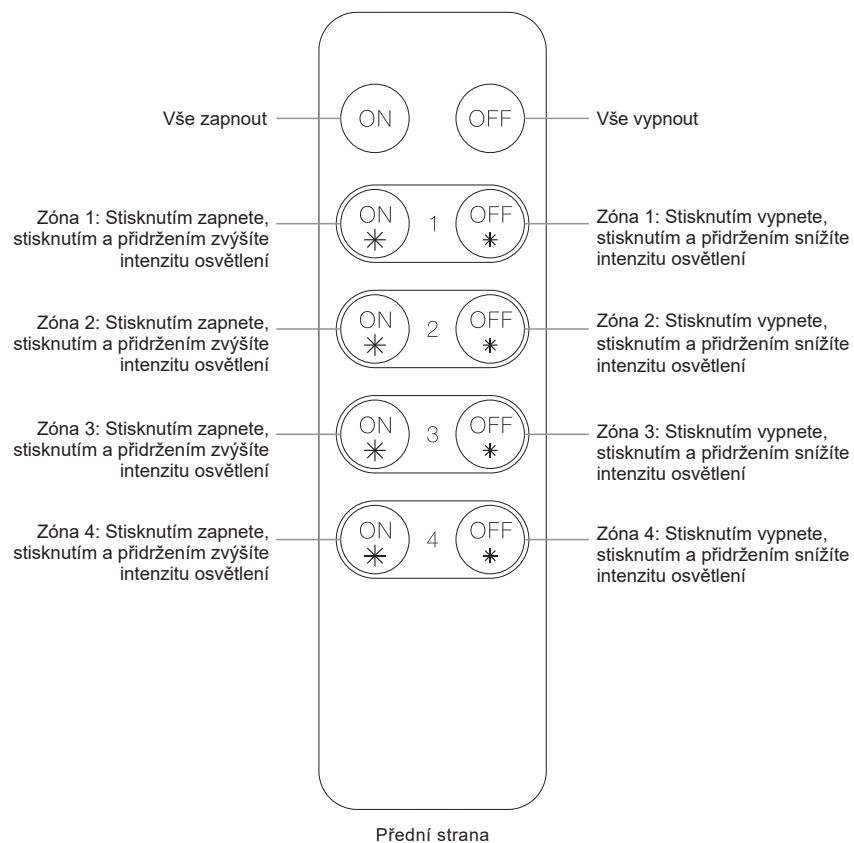 Vše zapnout
ON
OFF
Vše vypnout
Zóna 1: Stisknutím zapnete,
stisknutím a přidržením zvýšíte
intenzitu osvětlení
ON
1
OFF
Zóna 1: Stisknutím vypnete,
stisknutím a přidržením snížíte
intenzitu osvětlení
Zóna 2: Stisknutím zapnete,
stisknutím a přidržením zvýšíte
intenzitu osvětlení
ON
2
OFF
Zóna 2: Stisknutím vypnete,
stisknutím a přidržením snížíte
intenzitu osvětlení
Zóna 3: Stisknutím zapnete,
stisknutím a přidržením zvýšíte
intenzitu osvětlení
ON
3
OFF
Zóna 3: Stisknutím vypnete,
stisknutím a přidržením snížíte
intenzitu osvětlení
Zóna 4: Stisknutím zapnete,
stisknutím a přidržením zvýšíte
intenzitu osvětlení
ON
4
OFF
Zóna 4: Stisknutím vypnete,
stisknutím a přidržením snížíte
intenzitu osvětlení
Přední strana